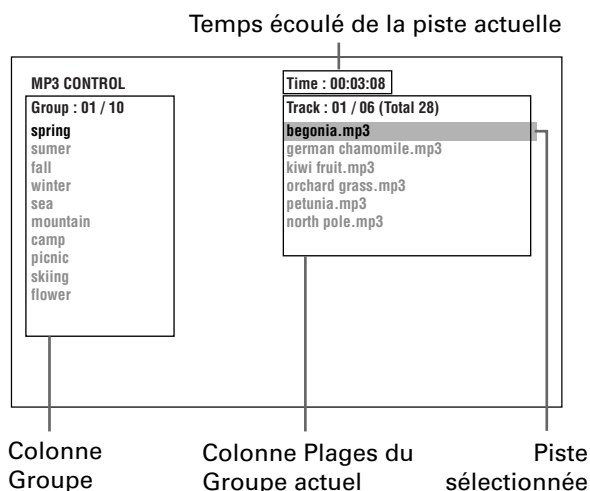 Temps écoulé de la piste actuelle
MP3 CONTROL
Group : 01 / 10
spring
sumer
fall
winter
sea
mountain
camp
picnic
skiing
flower
Time : 00:03:08
Track : 01 / 06 (Total 28)
begonia.mp3
german chamomile.mp3
kiwi fruit.mp3
orchard grass.mp3
petunia.mp3
north pole.mp3
Colonne
Groupe
Colonne Plages du
Groupe actuel
Piste
sélectionnée